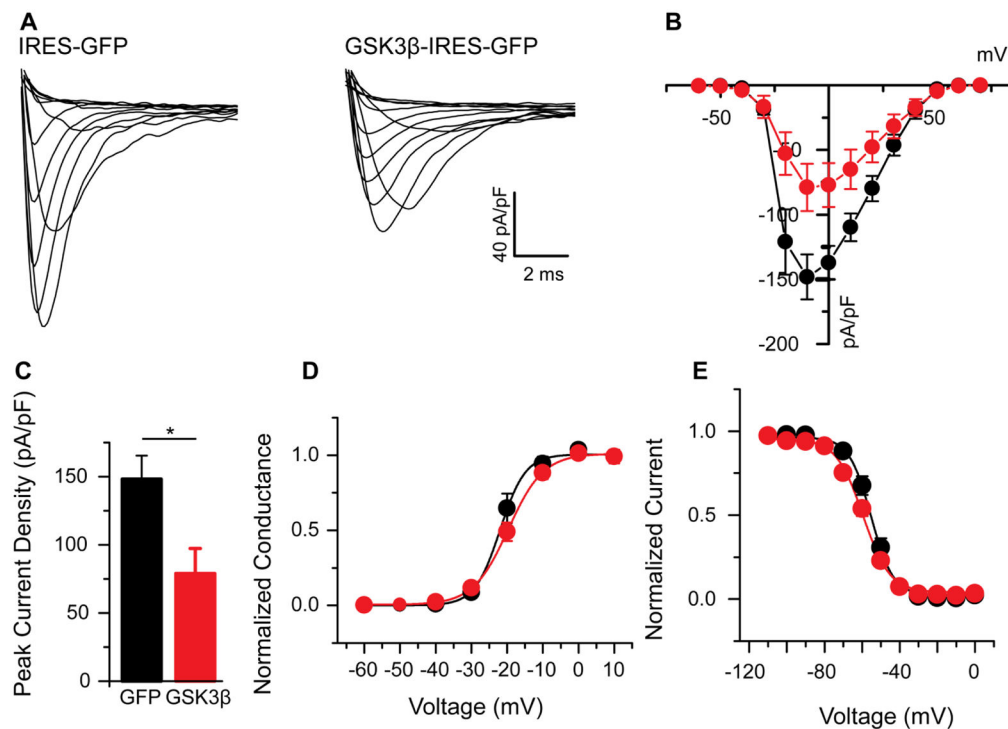 A
IRES-GFP
GSK3β-IRES-GFP
40 pA/pF
2 ms
B
mV
-50
50
-50
-100
-150
-200
pA/pF
C
Peak Current Density (pA/pF)
150
100
50
0
*
GFP
GSK3β
D
Normalized Conductance
1.0
0.5
0.0
-60 -50 -40 -30 -20 -10 0 10
Voltage (mV)
E
Normalized Current
1.0
0.5
0.0
-120 -80 -40 0
Voltage (mV)